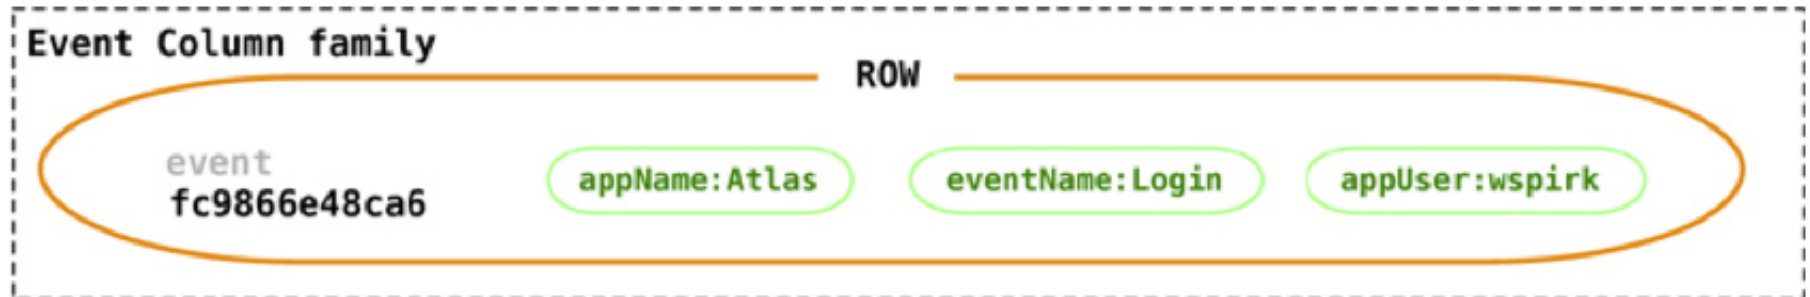 Event Column family
ROW
event
fc9866e48ca6
appName:Atlas
eventName:Login
appUser:wspirk